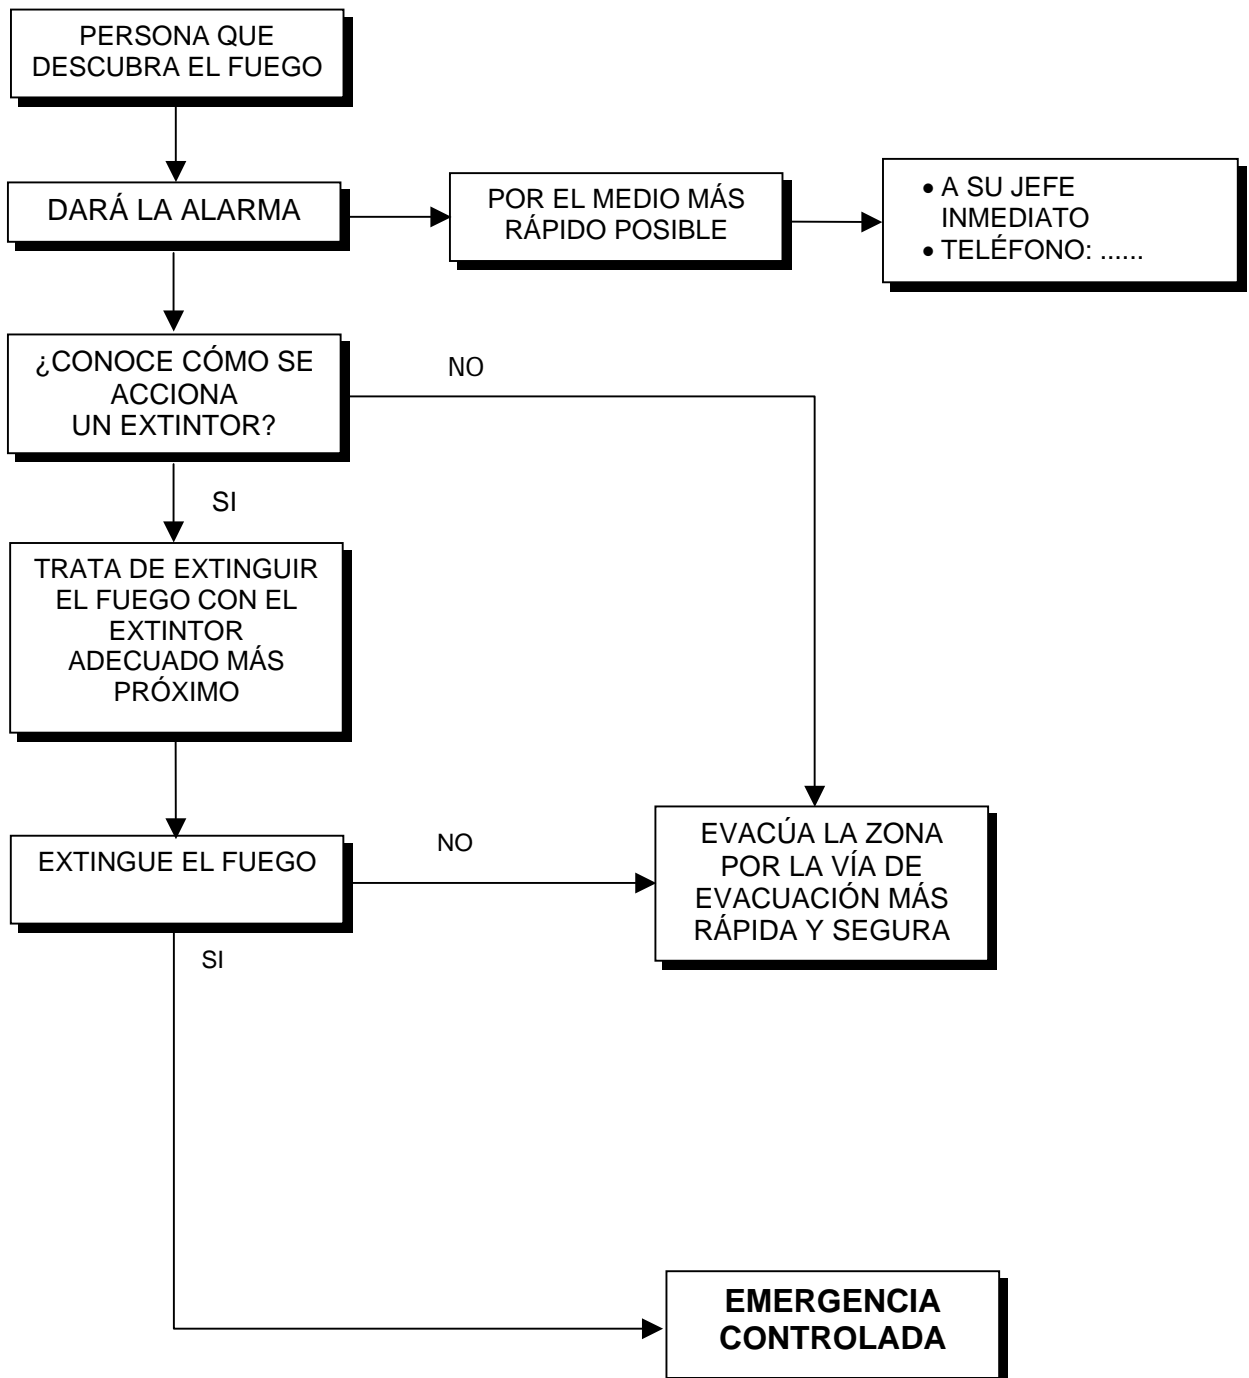 PERSONA QUE
DESCUBRA EL FUEGO
DARÁ LA ALARMA
POR EL MEDIO MÁS
RÁPIDO POSIBLE
• A SU JEFE
INMEDIATO
• TELÉFONO: ......
¿CONOCE CÓMO SE
ACCIONA
UN EXTINTOR?
NO
SI
TRATA DE EXTINGUIR
EL FUEGO CON EL
EXTINTOR
ADECUADO MÁS
PRÓXIMO
EXTINGUE EL FUEGO
NO
EVACÚA LA ZONA
POR LA VÍA DE
EVACUACIÓN MÁS
RÁPIDA Y SEGURA
SI
EMERGENCIA
CONTROLADA